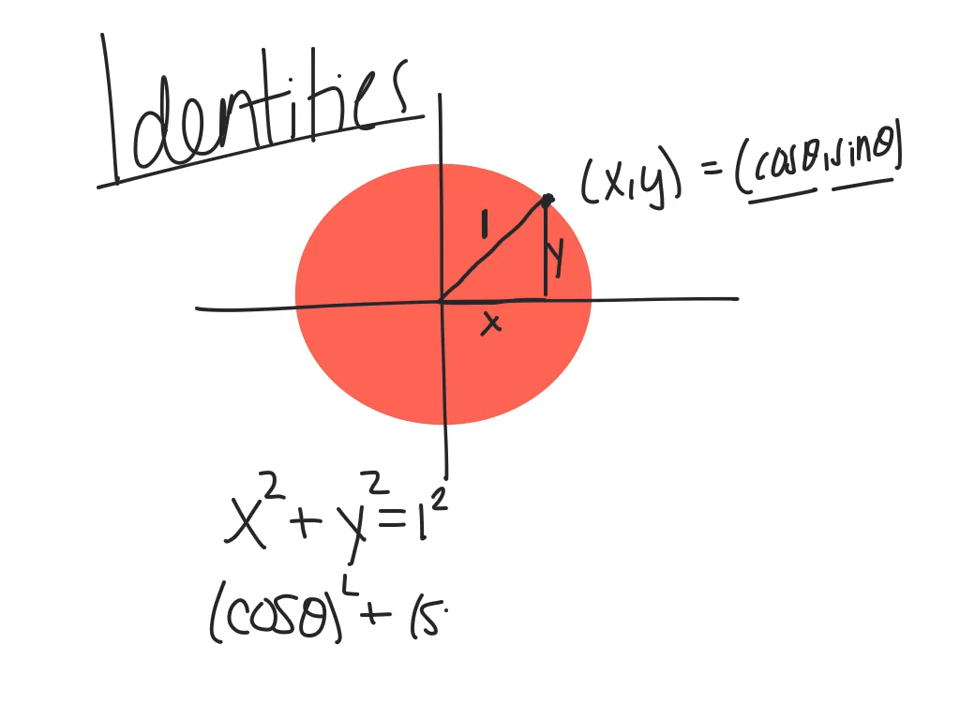 Identities
(x,y) = (cosθ,sinθ)
1
y
x
x² + y² = 1²
(cosθ)² + (s